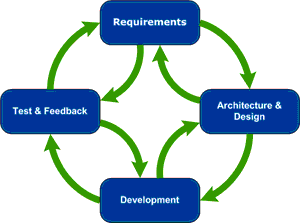 Requirements
Test & Feedback
Architecture &
Design
Development